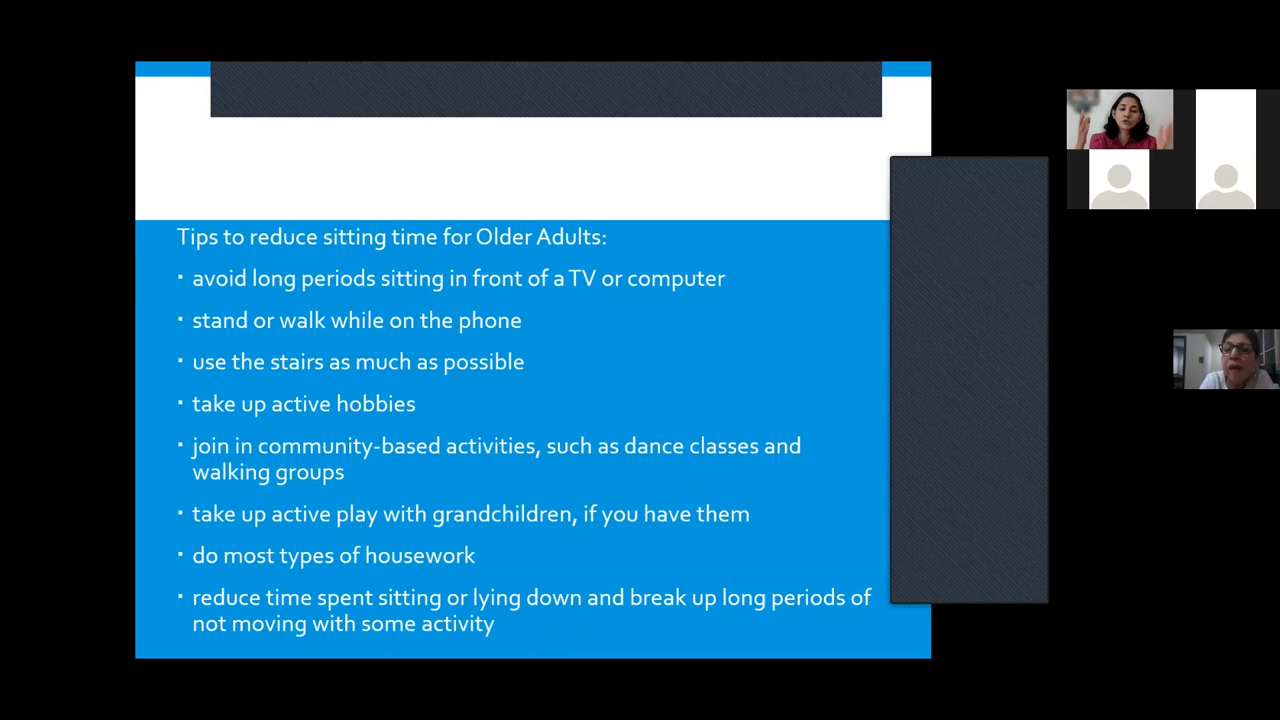 Tips to reduce sitting time for Older Adults:
▪ avoid long periods sitting in front of a TV or computer
▪ stand or walk while on the phone
▪ use the stairs as much as possible
▪ take up active hobbies
▪ join in community-based activities, such as dance classes and
walking groups
▪ take up active play with grandchildren, if you have them
▪ do most types of housework
▪ reduce time spent sitting or lying down and break up long periods of
not moving with some activity